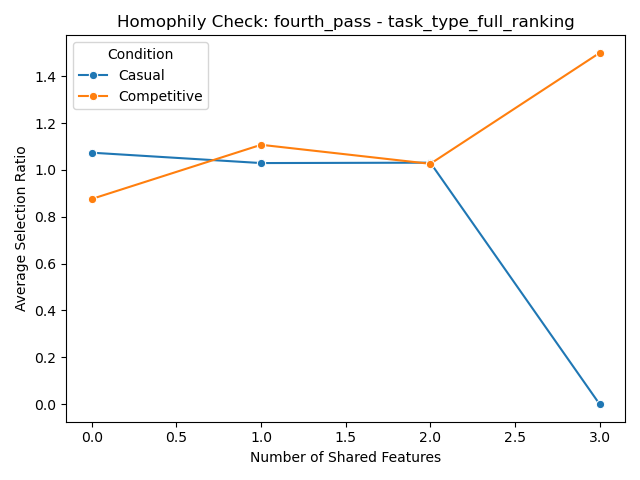 Homophily Check: fourth_pass - task_type_full_ranking
Condition
Casual
Competitive
Average Selection Ratio
1.4
1.2
1.0
0.8
0.6
0.4
0.2
0.0
0.0 0.5 1.0 1.5 2.0 2.5 3.0
Number of Shared Features